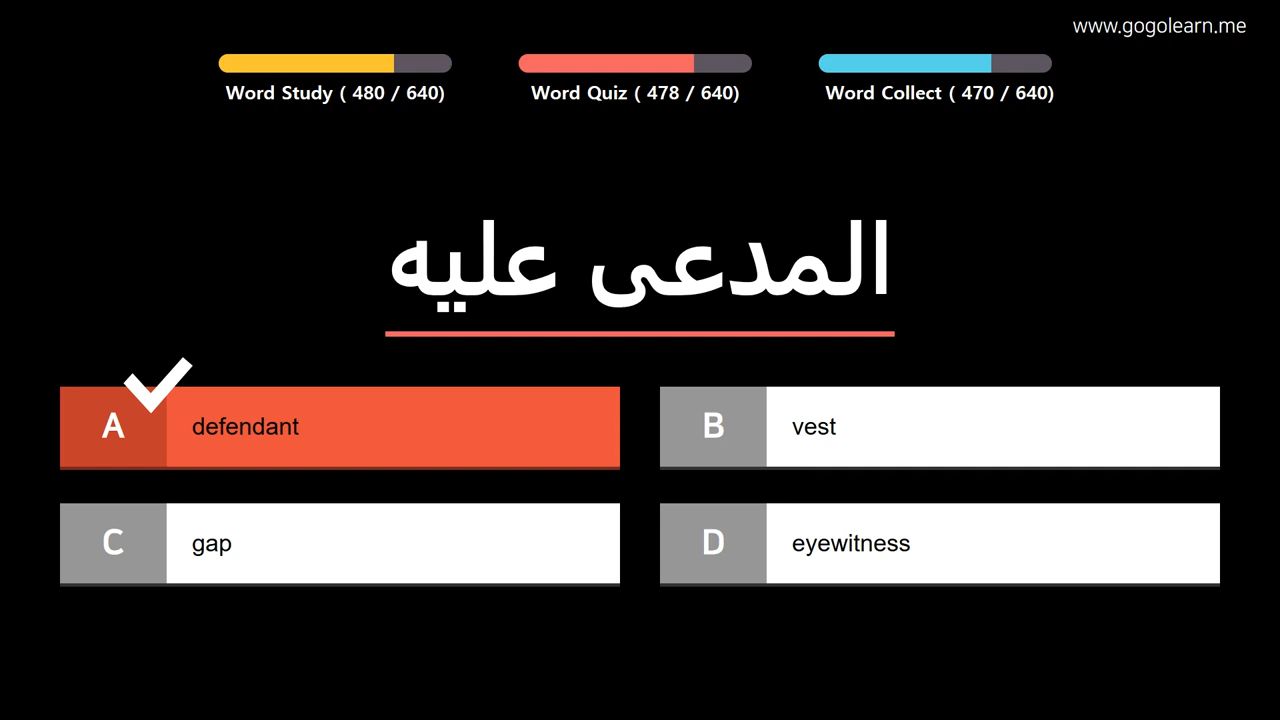 www.gogolearn.me
Word Study ( 480 / 640)
Word Quiz ( 478 / 640)
Word Collect ( 470 / 640)
المدعى عليه
A defendant
B vest
C gap
D eyewitness